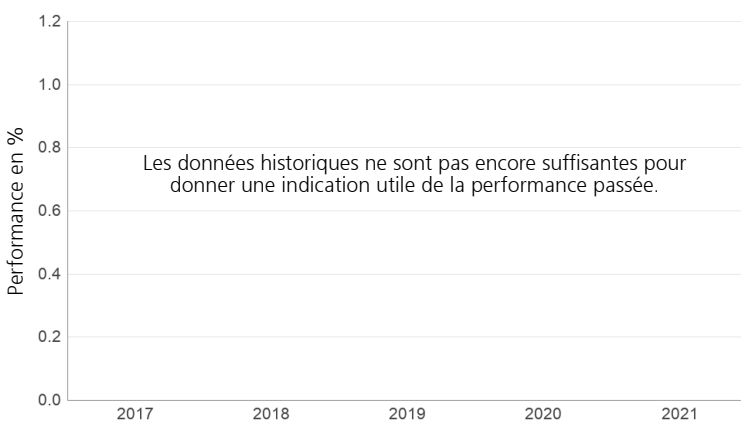 1.2
1.0
0.8
0.6
0.4
0.2
0.0
Performance en %
Les données historiques ne sont pas encore suffisantes pour
donner une indication utile de la performance passée.
2017 2018 2019 2020 2021